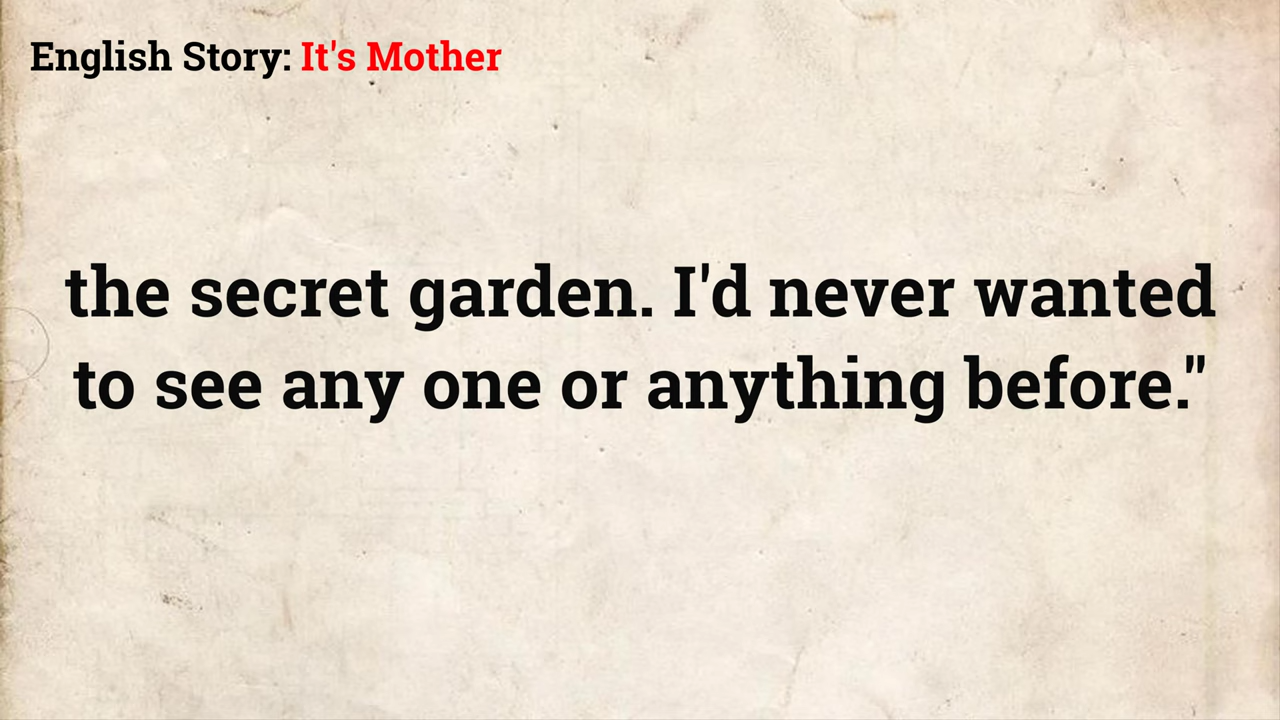 English Story: It's Mother
the secret garden. I'd never wanted
to see any one or anything before."